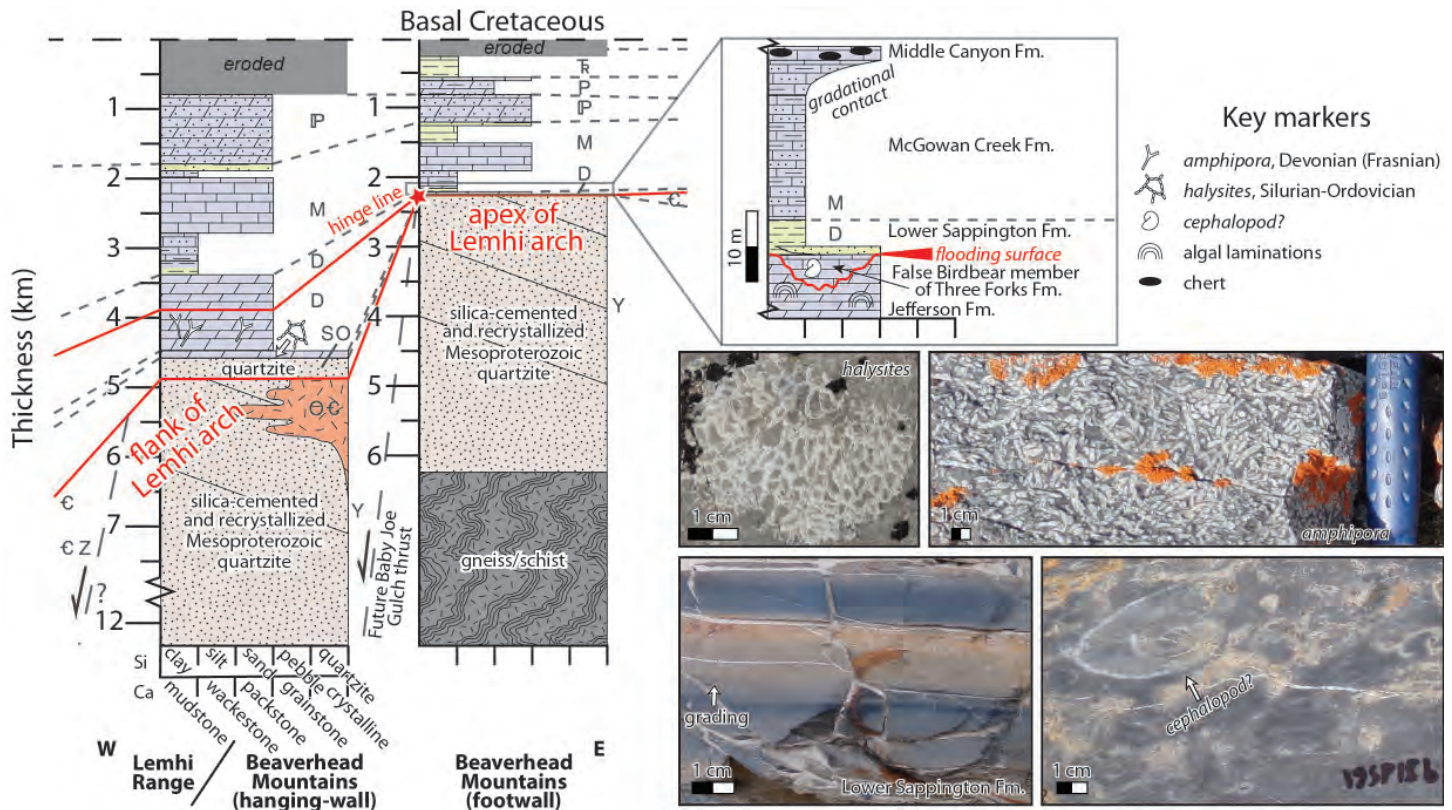 Basal Cretaceous
Thickness (km)
eroded
1
2
3
4
5
6
7
12
ꟼP
M
D
D
SO
quartzite
flank of
Lemhi arch
silica-cemented
and recrystallized
Mesoproterozoic
quartzite
Y
Ꞓ
ꞒZ
?
hinge line
Future Baby Joe
Gulch thrust
eroded
1
2
3
4
5
6
P
M
D
Ꞓ
apex of
Lemhi arch
silica-cemented
and recrystallized
Mesoproterozoic
quartzite
Y
gneiss/schist
Si
Ca
clay
silt
sand
pebble
quartzite
mudstone
wackestone
packstone
grainstone
crystalline
W
E
Lemhi
Range
Beaverhead
Mountains
(hanging-wall)
Beaverhead
Mountains
(footwall)
Middle Canyon Fm.
gradational
contact
McGowan Creek Fm.
M
D
Lower Sappington Fm.
flooding surface
False Birdbear member
of Three Forks Fm.
Jefferson Fm.
10 m
Key markers
amphipora, Devonian (Frasnian)
halysites, Silurian-Ordovician
cephalopod?
algal laminations
chert
halysites
1 cm
1 cm
amphipora
grading
1 cm
Lower Sappington Fm.
cephalopod?
1 cm